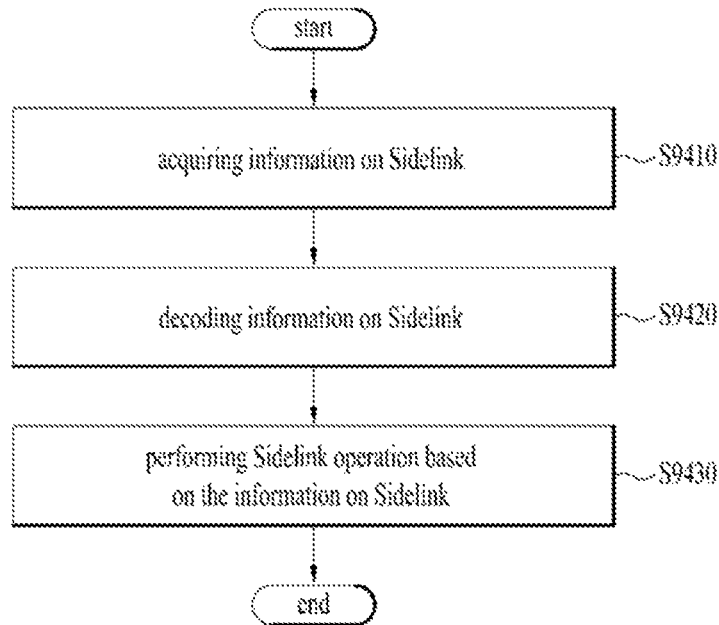 start
acquiring information on Sidelink
S9410
decoding information on Sidelink
S9420
performing Sidelink operation based
on the information on Sidelink
S9430
end